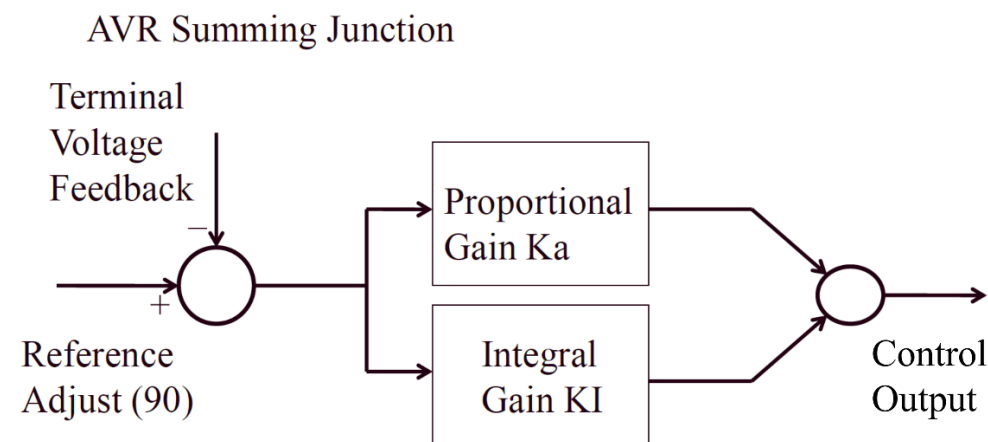 AVR Summing Junction
Terminal
Voltage
Feedback
−
+
Reference
Adjust (90)
Proportional
Gain Ka
Integral
Gain KI
Control
Output